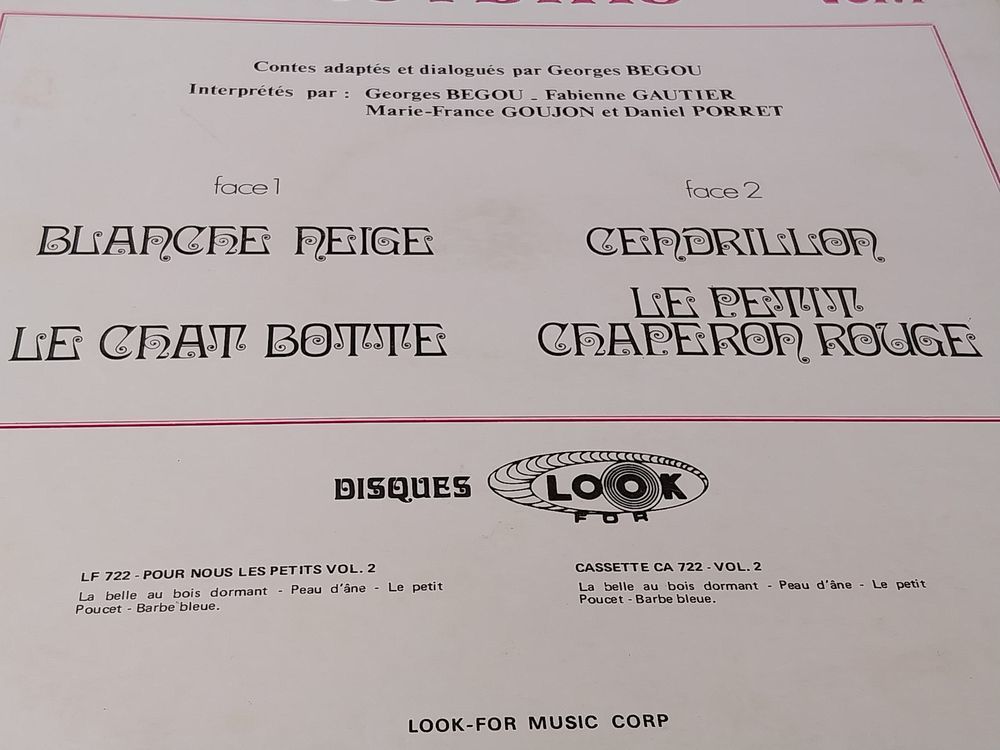 Contes adaptés et dialogués par Georges BEGOU
Interprétés par : Georges BEGOU - Fabienne GAUTIER
Marie-France GOUJON et Daniel PORRET
face 1
BLANCHE NEIGE
LE CHAT BOTTE
face 2
CENDRILLON
LE PETIT
CHAPERON ROUGE
DISQUES LOOK
FOR
LF 722 - POUR NOUS LES PETITS VOL. 2
La belle au bois dormant - Peau d'âne - Le petit
Poucet - Barbe bleue.
CASSETTE CA 722 - VOL. 2
La belle au bois dormant - Peau d'âne - Le petit
Poucet - Barbe bleue.
LOOK-FOR MUSIC CORP